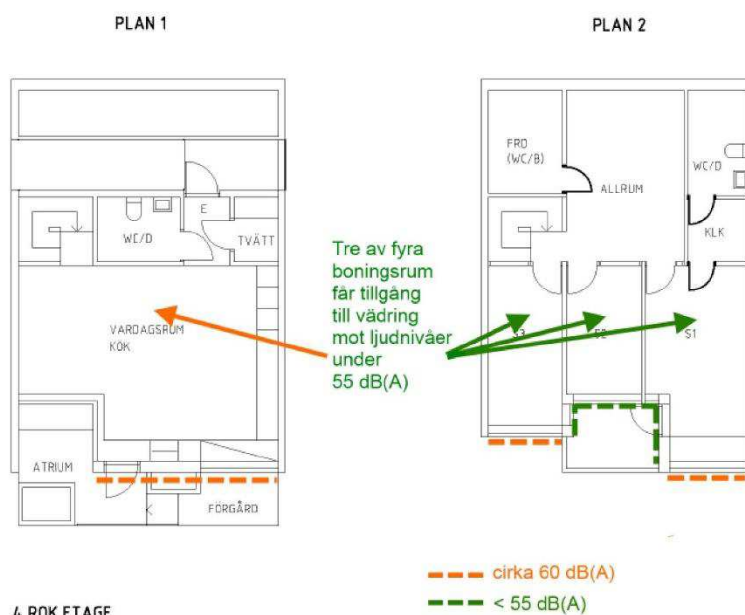 PLAN 1
PLAN 2
FRD
(WC/B)
WC/D
ALLRUM
E
WC/D
TVÄTT
KLK
Tre av fyra
boningsrum
får tillgång
till vädring
mot ljudnivåer
under
55 dB(A)
VARDAGSRUM
KÖK
S3
S2
S1
ATRIUM
FÖRGÅRD
cirka 60 dB(A)
< 55 dB(A)
4 ROK ETAGE